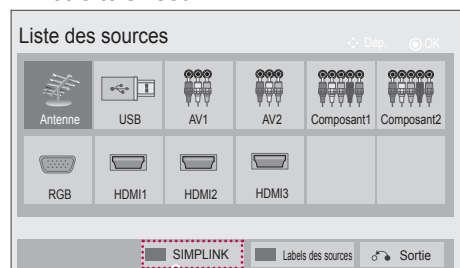 Liste des sources
Dép. OK
Antenne USB AV1 AV2 Composant1 Composant2
RGB HDMI1 HDMI2 HDMI3
SIMPLINK Labels des sources Sortie